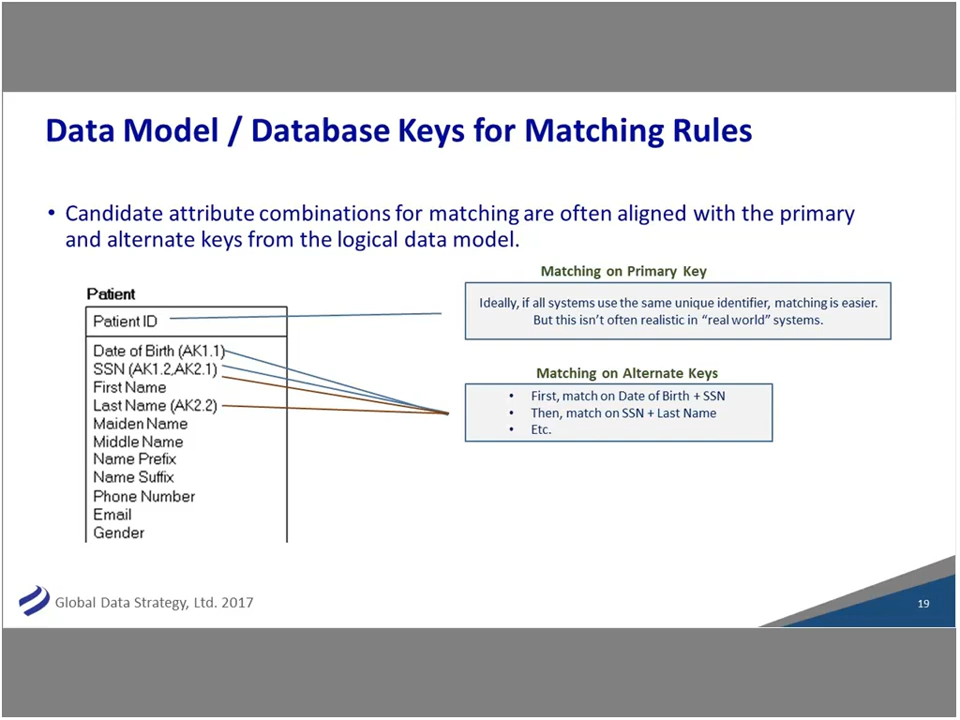 Data Model / Database Keys for Matching Rules
• Candidate attribute combinations for matching are often aligned with the primary
and alternate keys from the logical data model.
Patient
Patient ID
Date of Birth (AK1.1)
SSN (AK1.2,AK2.1)
First Name
Last Name (AK2.2)
Maiden Name
Middle Name
Name Prefix
Name Suffix
Phone Number
Email
Gender
Matching on Primary Key
Ideally, if all systems use the same unique identifier, matching is easier.
But this isn't often realistic in “real world” systems.
Matching on Alternate Keys
• First, match on Date of Birth + SSN
• Then, match on SSN + Last Name
• Etc.
Global Data Strategy, Ltd. 2017
19